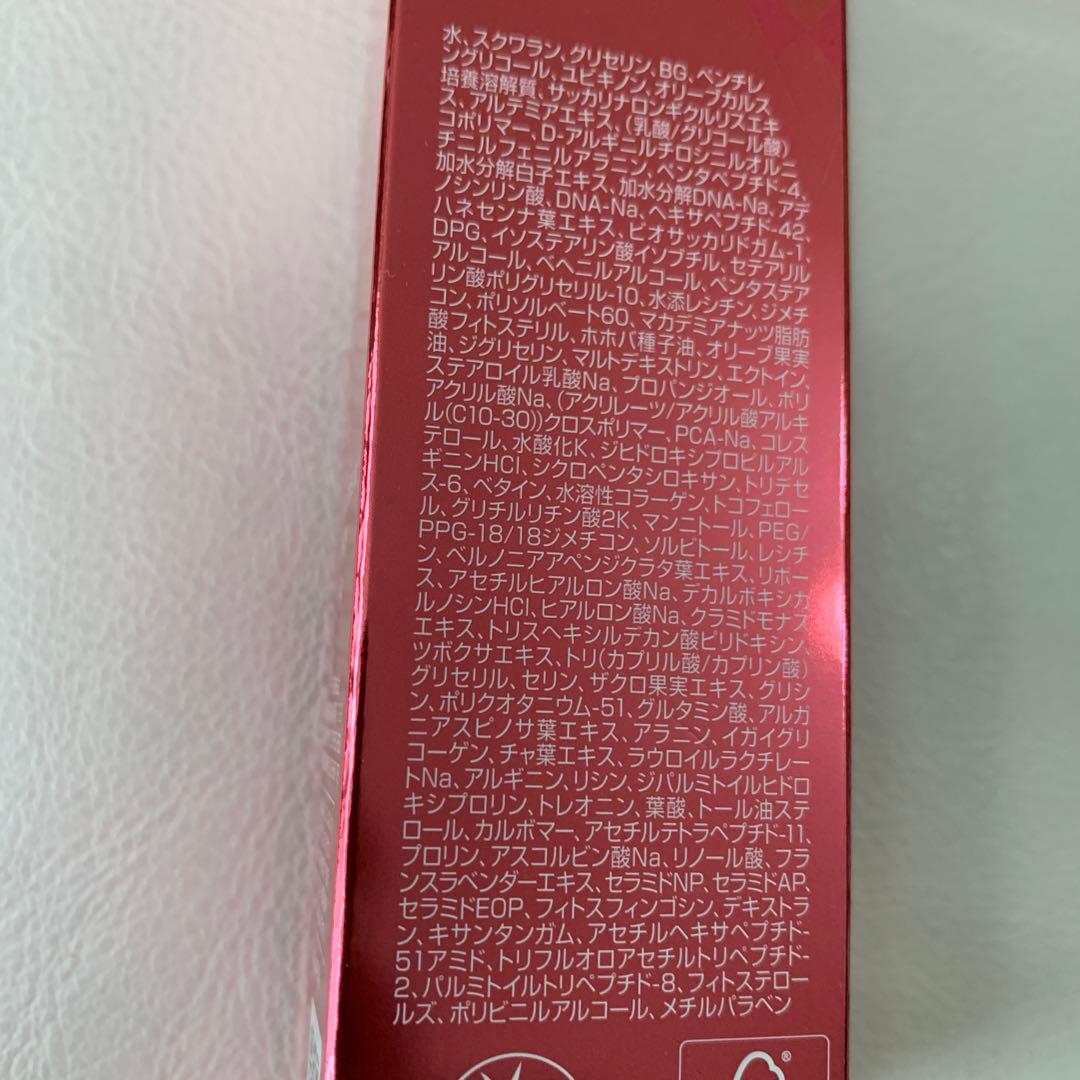 水、スクワラン、グリセリン、BG、ペンチレ
ングリコール、ユビキノン、オリーブカルス
培養溶解質、サッカリナロンギクルリスエキ
ス、アルテミアエキス、(乳酸/グリコール酸)
コポリマー、D-アルギニルチロシニルオルニ
チニルフェニルアラニン、ペンタペプチド-4、
加水分解白子エキス、加水分解DNA-Na、アデ
ノシンリン酸、DNA-Na、ヘキサペプチド-42、
ハネセンナ葉エキス、ビオサッカリドガム-1、
DPG、イソステアリン酸イソプチル、セテアリル
アルコール、ベヘニルアルコール、ペンタステア
リン酸ポリグリセリル-10、水添レシチン、ジメチ
コン、ポリソルベート60、マカデミアナッツ脂肪
酸フィトステリル、ホホバ種子油、オリーブ果実
油、ジグリセリン、マルトデキストリン、エクトイン、
ステアロイル乳酸Na、プロパンジオール、ポリ
アクリル酸Na、(アクリレーツ/アクリル酸アルキ
ル(C10-30))クロスポリマー、PCA-Na、コレス
テロール、水酸化K、ジヒドロキシプロピルアル
ギニンHCl、シクロペンタシロキサン、トリデセ
ス-6、ベタイン、水溶性コラーゲン、トコフェロー
ル、グリチルリチン酸2K、マンニトール、PEG/
PPG-18/18ジメチコン、ソルビトール、レシチ
ン、ベルノニアアペンジクラタ葉エキス、リボー
ス、アセチルヒアルロン酸Na、デカルボキシカ
ルノシンHCl、ヒアルロン酸Na、クラミドモナス
エキス、トリスヘキシルデカン酸ピリドキシン、
ツボクサエキス、トリ(カプリル酸/カプリン酸)
グリセリル、セリン、ザクロ果実エキス、グリシ
ン、ポリクオタニウム-51、グルタミン酸、アルガ
ニアスピノサ葉エキス、アラニン、イガイグリ
コーゲン、チャ葉エキス、ラウロイルラクチレー
トNa、アルギニン、リシン、ジパルミトイルヒドロ
キシプロリン、トレオニン、葉酸、トール油ステ
ロール、カルボマー、アセチルテトラペプチド-11、
プロリン、アスコルビン酸Na、リノール酸、フラ
ンスラベンダーエキス、セラミドNP、セラミドAP、
セラミドEOP、フィトスフィンゴシン、デキストラ
ン、キサンタンガム、アセチルヘキサペプチド-
51アミド、トリフルオロアセチルトリペプチド-
2、パルミトイルトリペプチド-8、フィトステロー
ルズ、ポリビニルアルコール、メチルパラベン
®